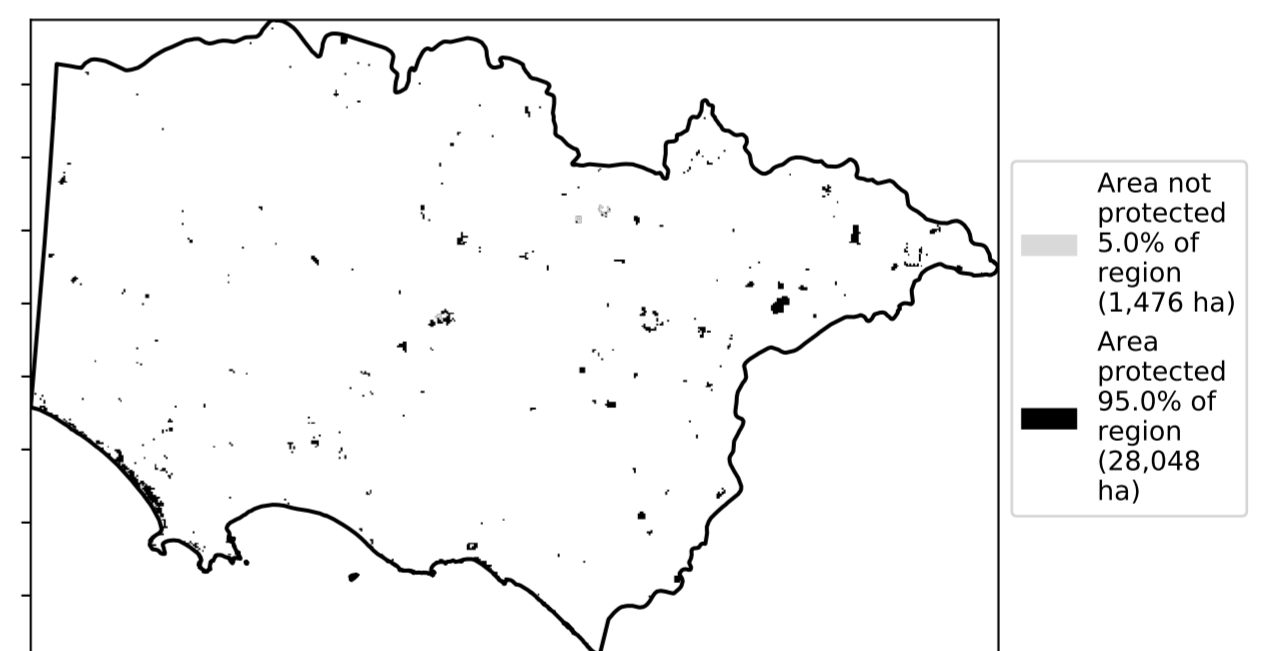 Area not
protected
5.0% of
region
(1,476 ha)
Area
protected
95.0% of
region
(28,048
ha)